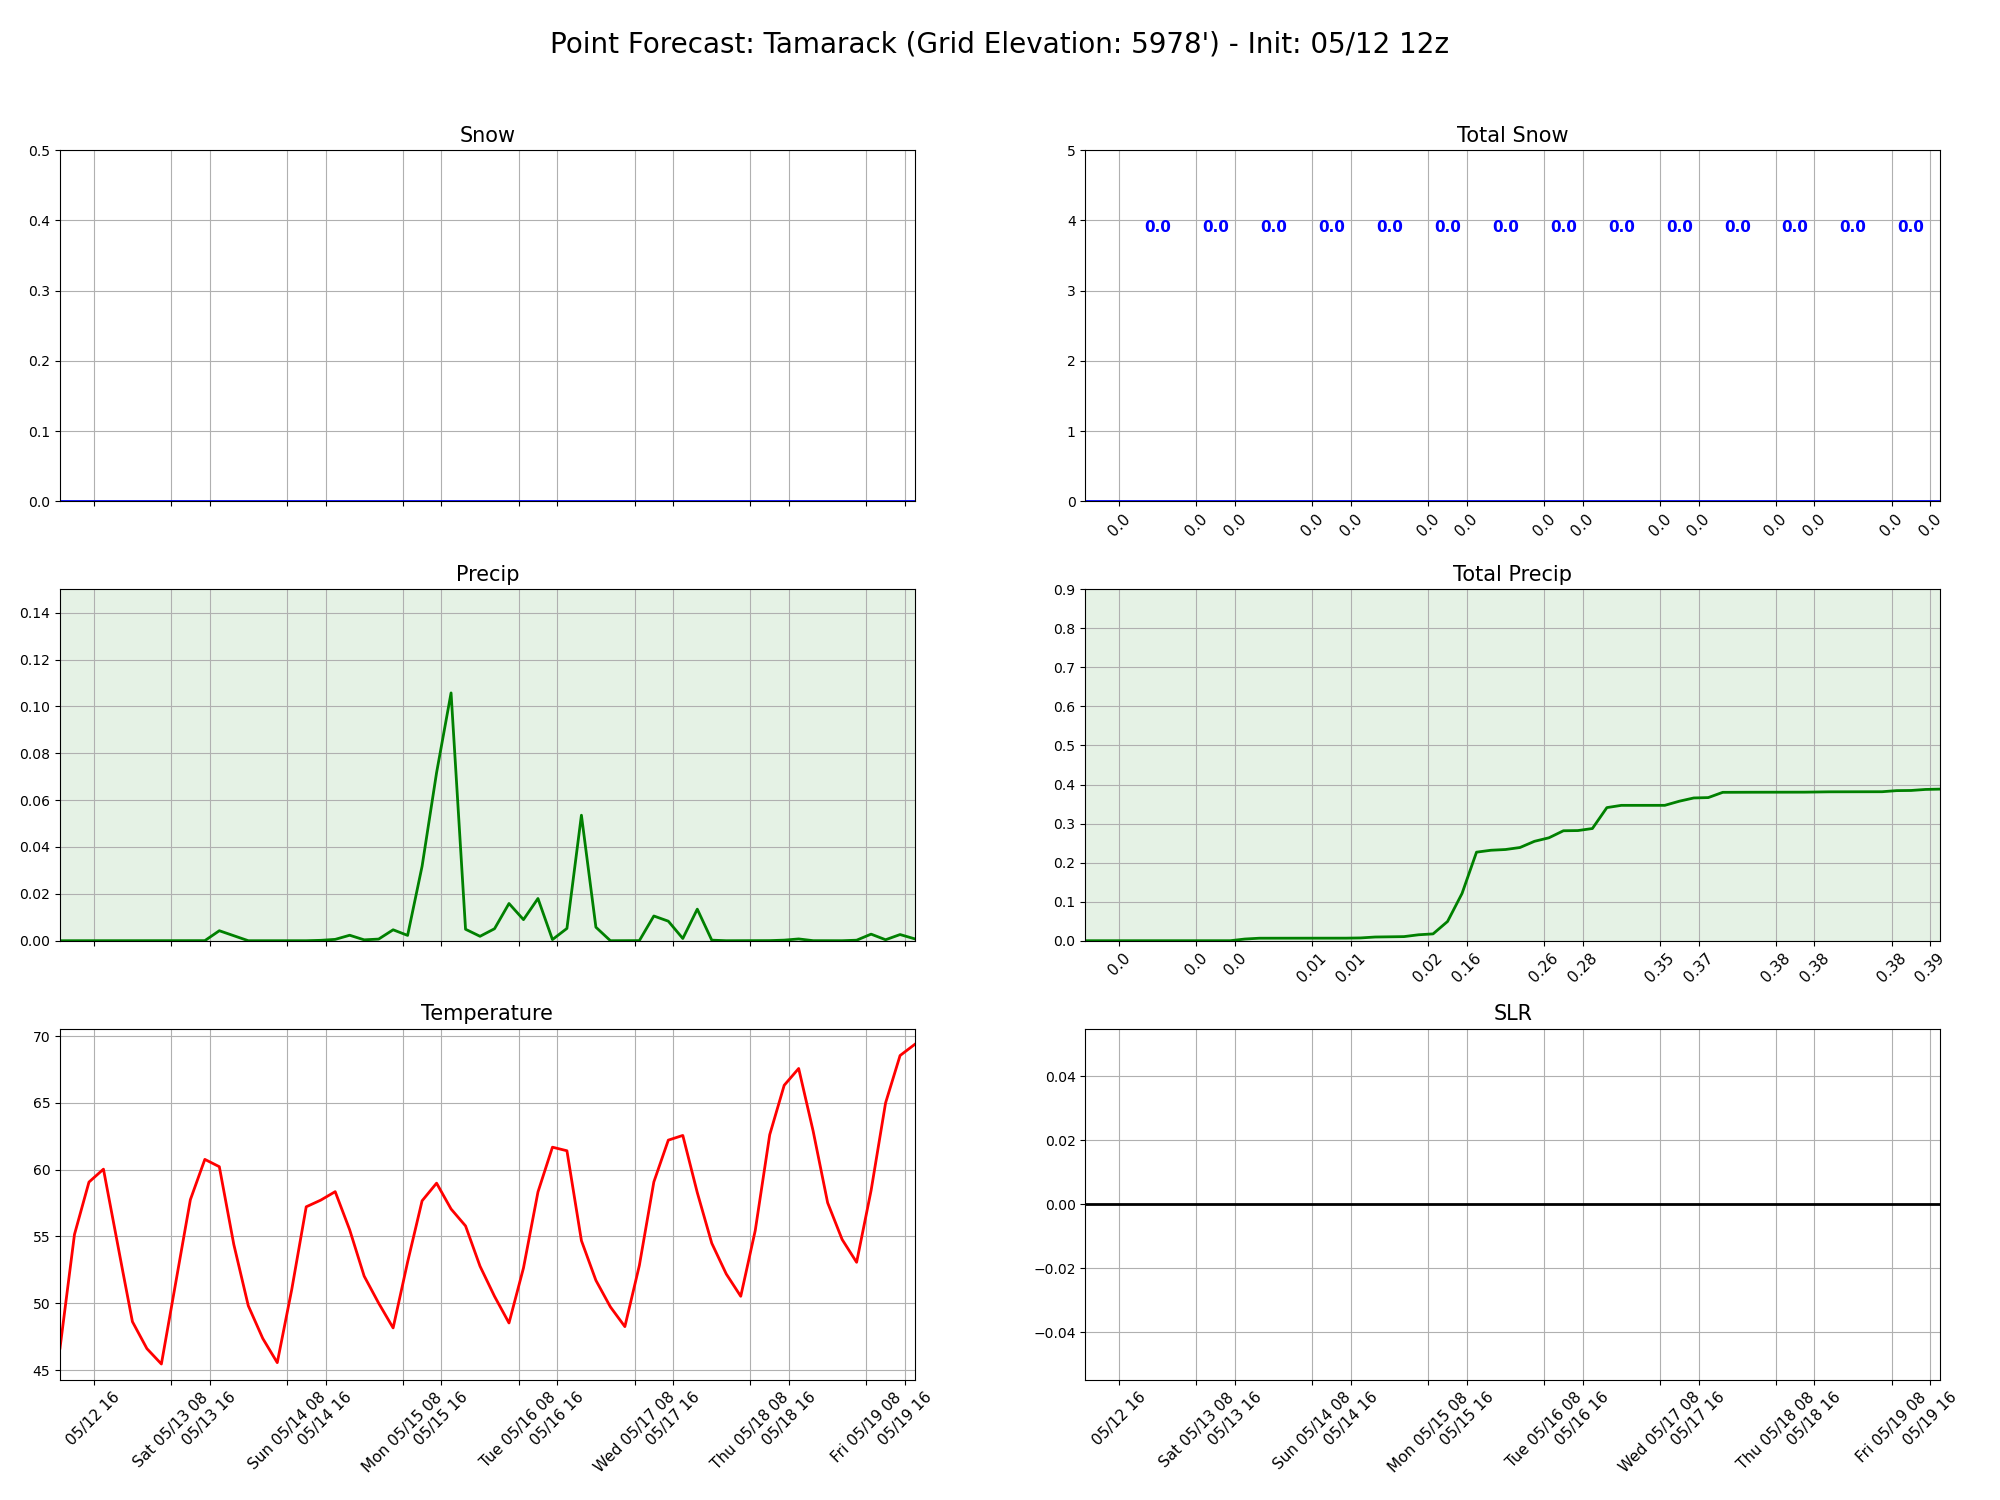 Point Forecast: Tamarack (Grid Elevation: 5978') - Init: 05/12 12z
Snow
0.5
0.4
0.3
0.2
0.1
0.0
Total Snow
5
4
3
2
1
0
0.0 0.0 0.0 0.0 0.0 0.0 0.0 0.0 0.0 0.0 0.0 0.0 0.0 0.0
0.0 0.0 0.0 0.0 0.0 0.0 0.0 0.0 0.0 0.0 0.0 0.0 0.0 0.0 0.0
Precip
0.14
0.12
0.10
0.08
0.06
0.04
0.02
0.00
Total Precip
0.9
0.8
0.7
0.6
0.5
0.4
0.3
0.2
0.1
0.0
0.0 0.0 0.0 0.01 0.01 0.02 0.16 0.26 0.28 0.35 0.37 0.38 0.38 0.38 0.39
Temperature
70
65
60
55
50
45
05/12 16
Sat 05/13 08
05/13 16
Sun 05/14 08
05/14 16
Mon 05/15 08
05/15 16
Tue 05/16 08
05/16 16
Wed 05/17 08
05/17 16
Thu 05/18 08
05/18 16
Fri 05/19 08
05/19 16
SLR
0.04
0.02
0.00
−0.02
−0.04
05/12 16
Sat 05/13 08
05/13 16
Sun 05/14 08
05/14 16
Mon 05/15 08
05/15 16
Tue 05/16 08
05/16 16
Wed 05/17 08
05/17 16
Thu 05/18 08
05/18 16
Fri 05/19 08
05/19 16